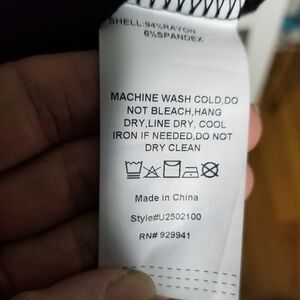 SHELL:94%RAYON
6%SPANDEX
MACHINE WASH COLD,DO
NOT BLEACH,HANG
DRY,LINE DRY, COOL
IRON IF NEEDED,DO NOT
DRY CLEAN
Made in China
Style#U2502100
RN# 929941